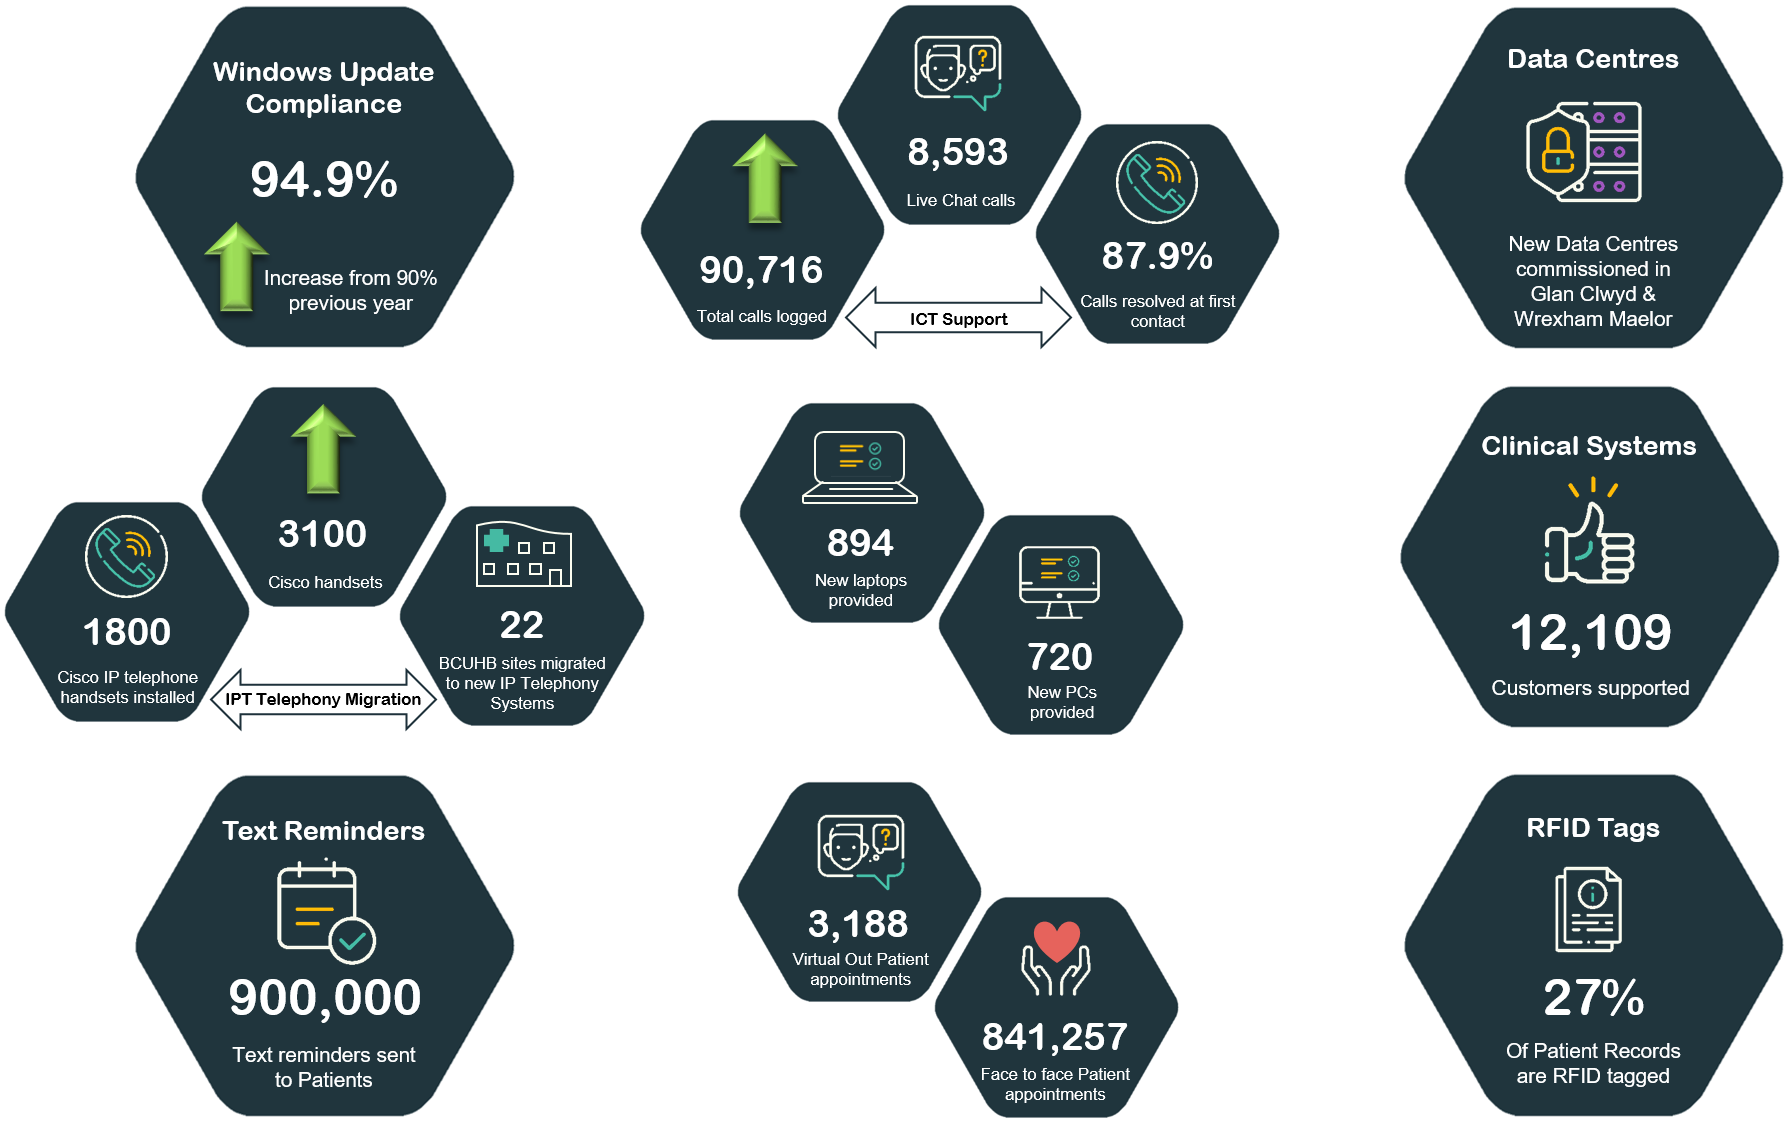 Windows Update
Compliance
94.9%
Increase from 90%
previous year
8,593
Live Chat calls
90,716
Total calls logged
87.9%
Calls resolved at first
contact
ICT Support
Data Centres
New Data Centres
commissioned in
Glan Clwyd &
Wrexham Maelor
3100
Cisco handsets
1800
Cisco IP telephone
handsets installed
22
BCUHB sites migrated
to new IP Telephony
Systems
IPT Telephony Migration
894
New laptops
provided
720
New PCs
provided
Clinical Systems
12,109
Customers supported
Text Reminders
900,000
Text reminders sent
to Patients
3,188
Virtual Out Patient
appointments
841,257
Face to face Patient
appointments
RFID Tags
27%
Of Patient Records
are RFID tagged